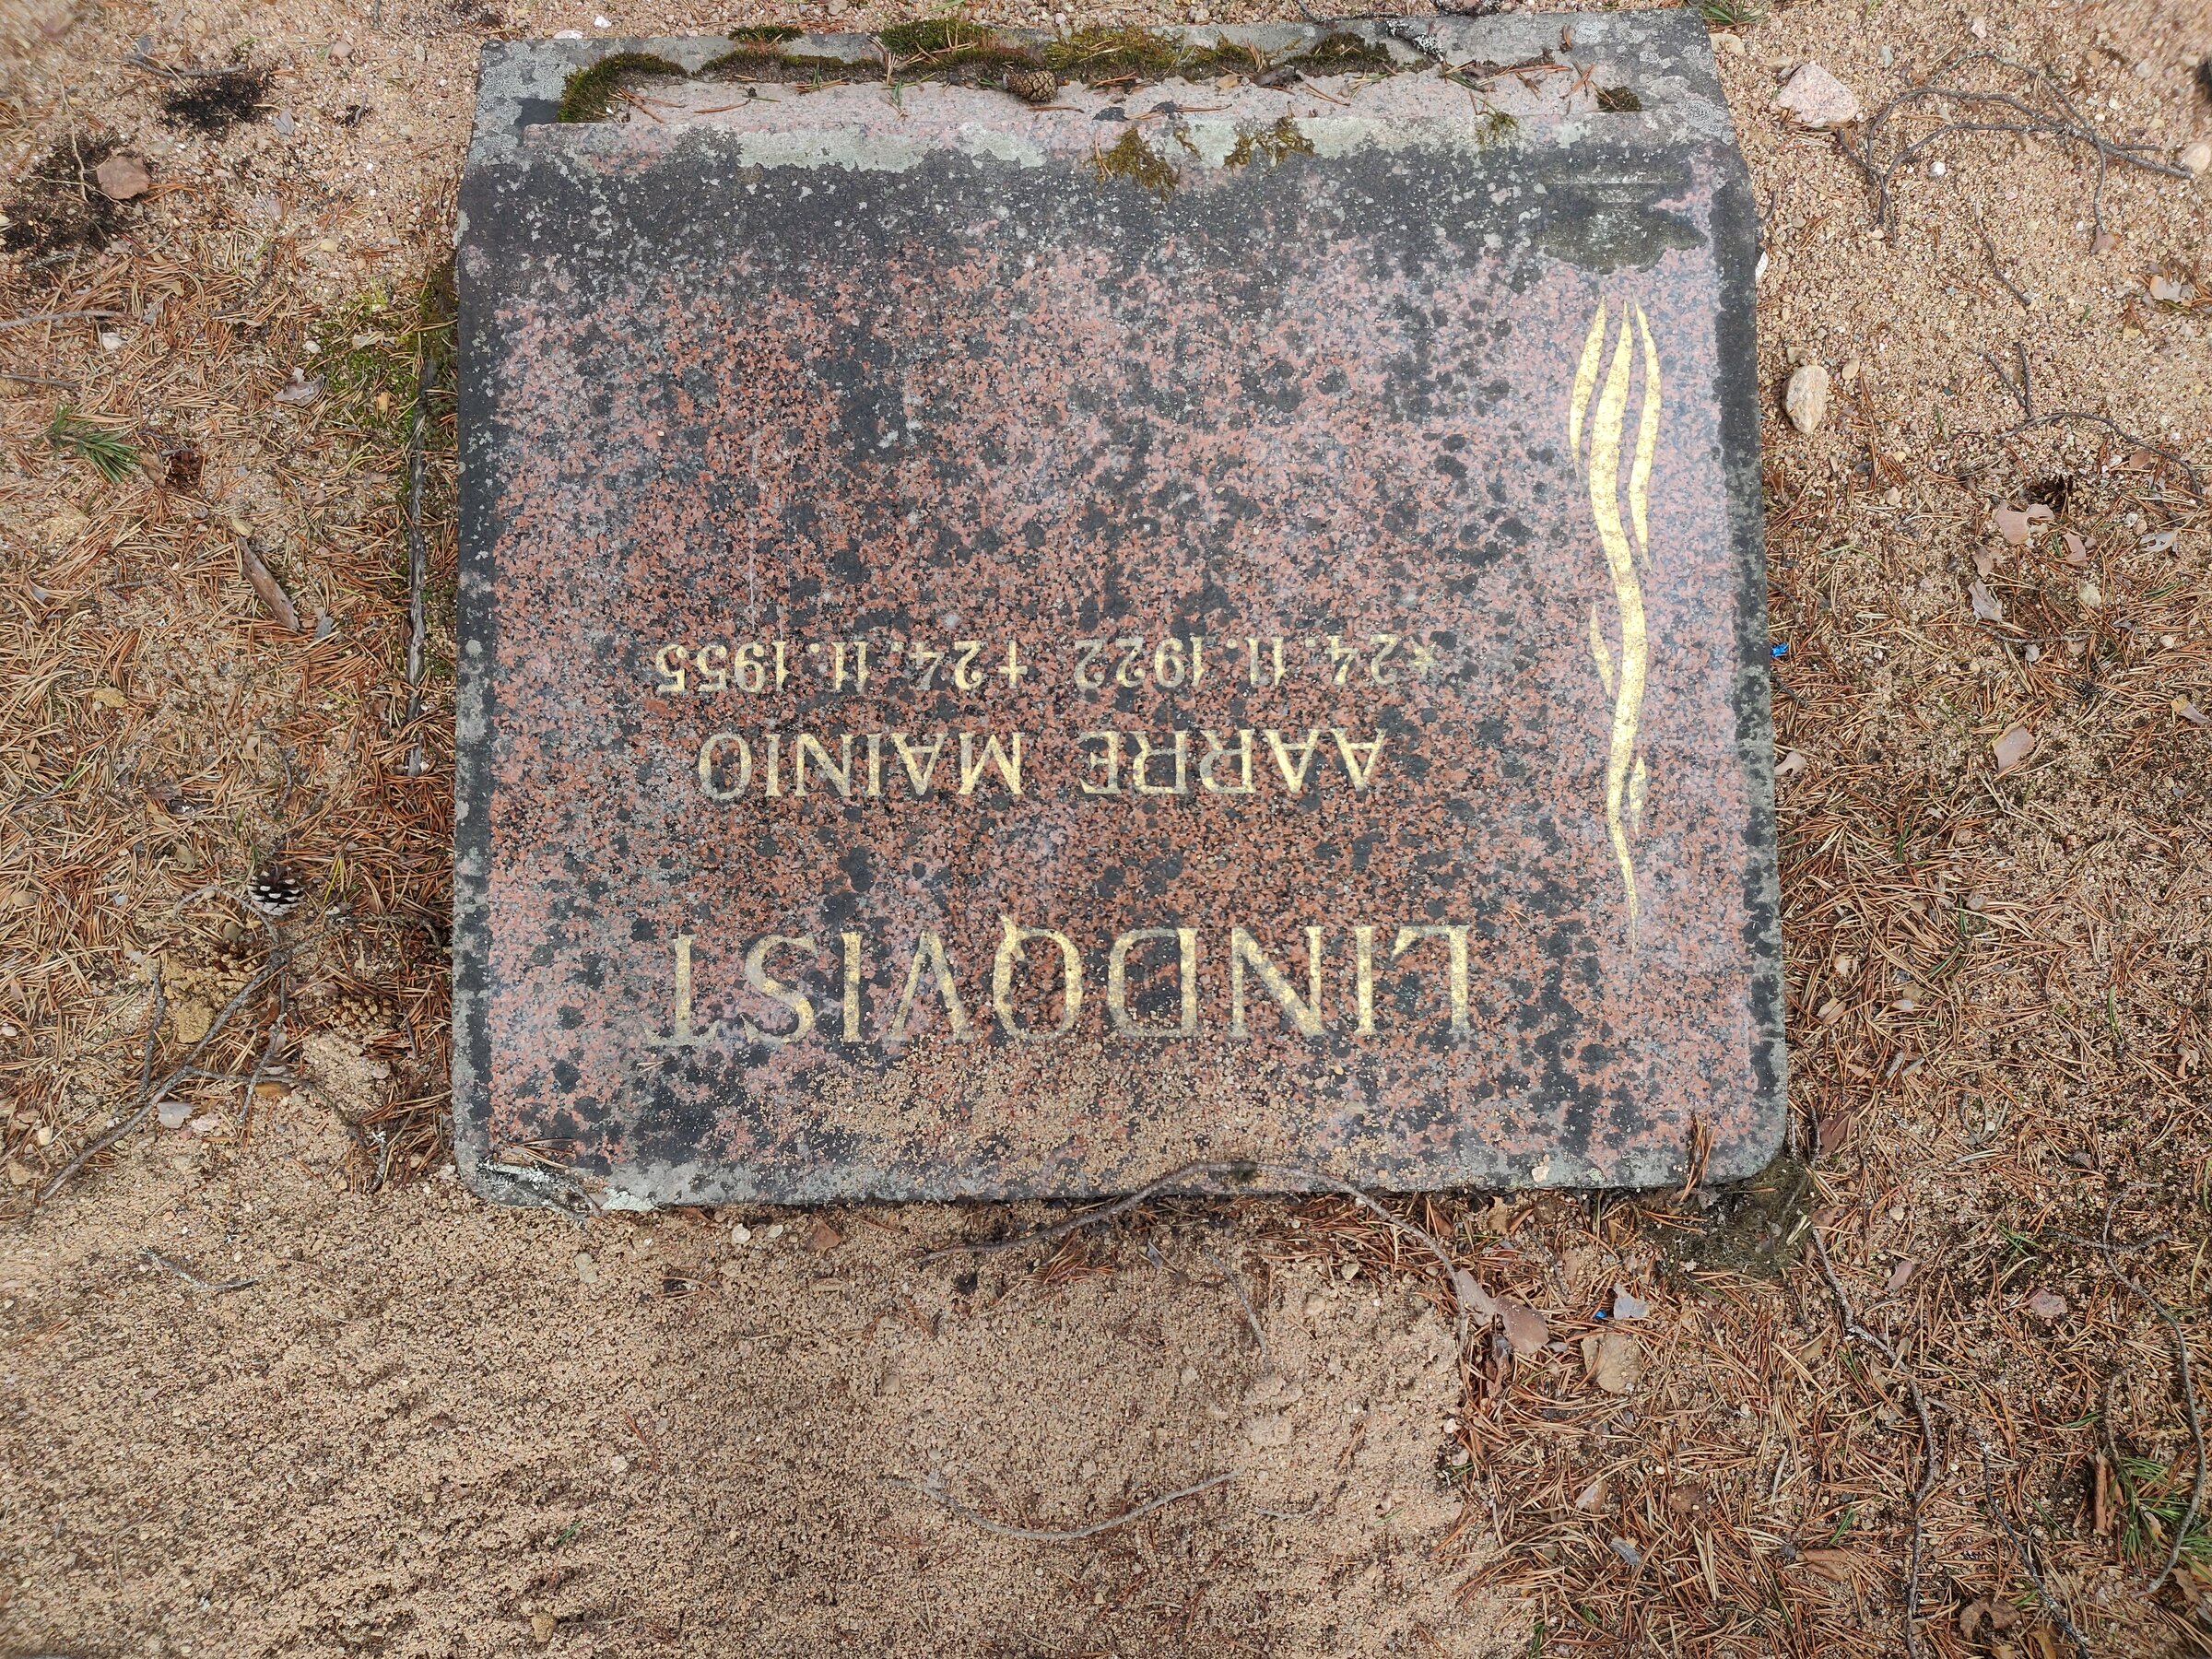 LINDQVIST
AARRE MAINIO
*24.11.1922 †24.11.1955